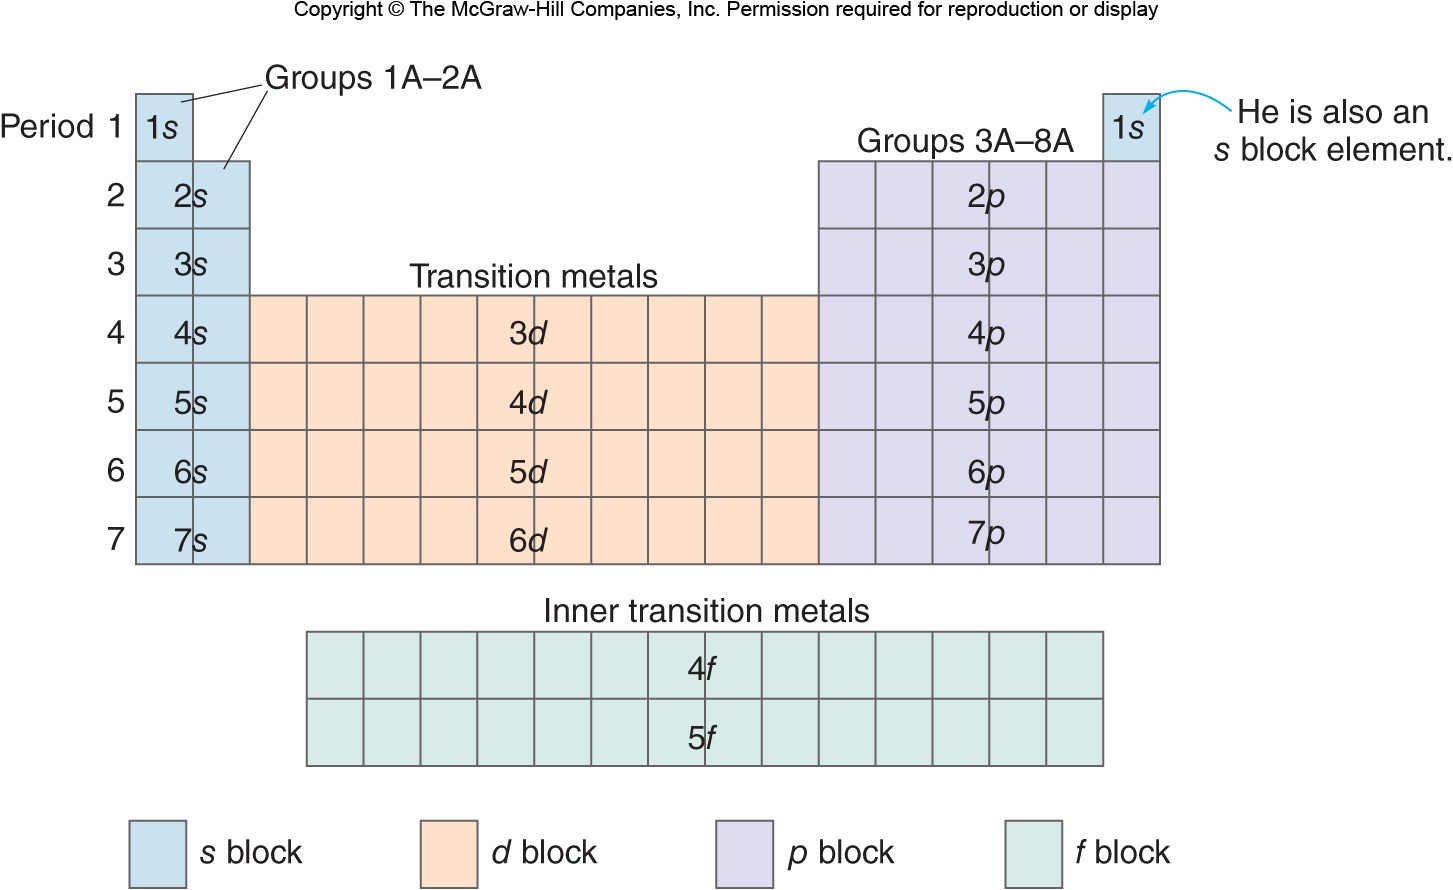 Copyright © The McGraw-Hill Companies, Inc. Permission required for reproduction or display
Groups 1A–2A
Period 1 1s Groups 3A–8A 1s He is also an
s block element.
2 2s 2p
3 3s 3p
Transition metals
4 4s 3d 4p
5 5s 4d 5p
6 6s 5d 6p
7 7s 6d 7p
Inner transition metals
4f
5f
s block d block p block f block